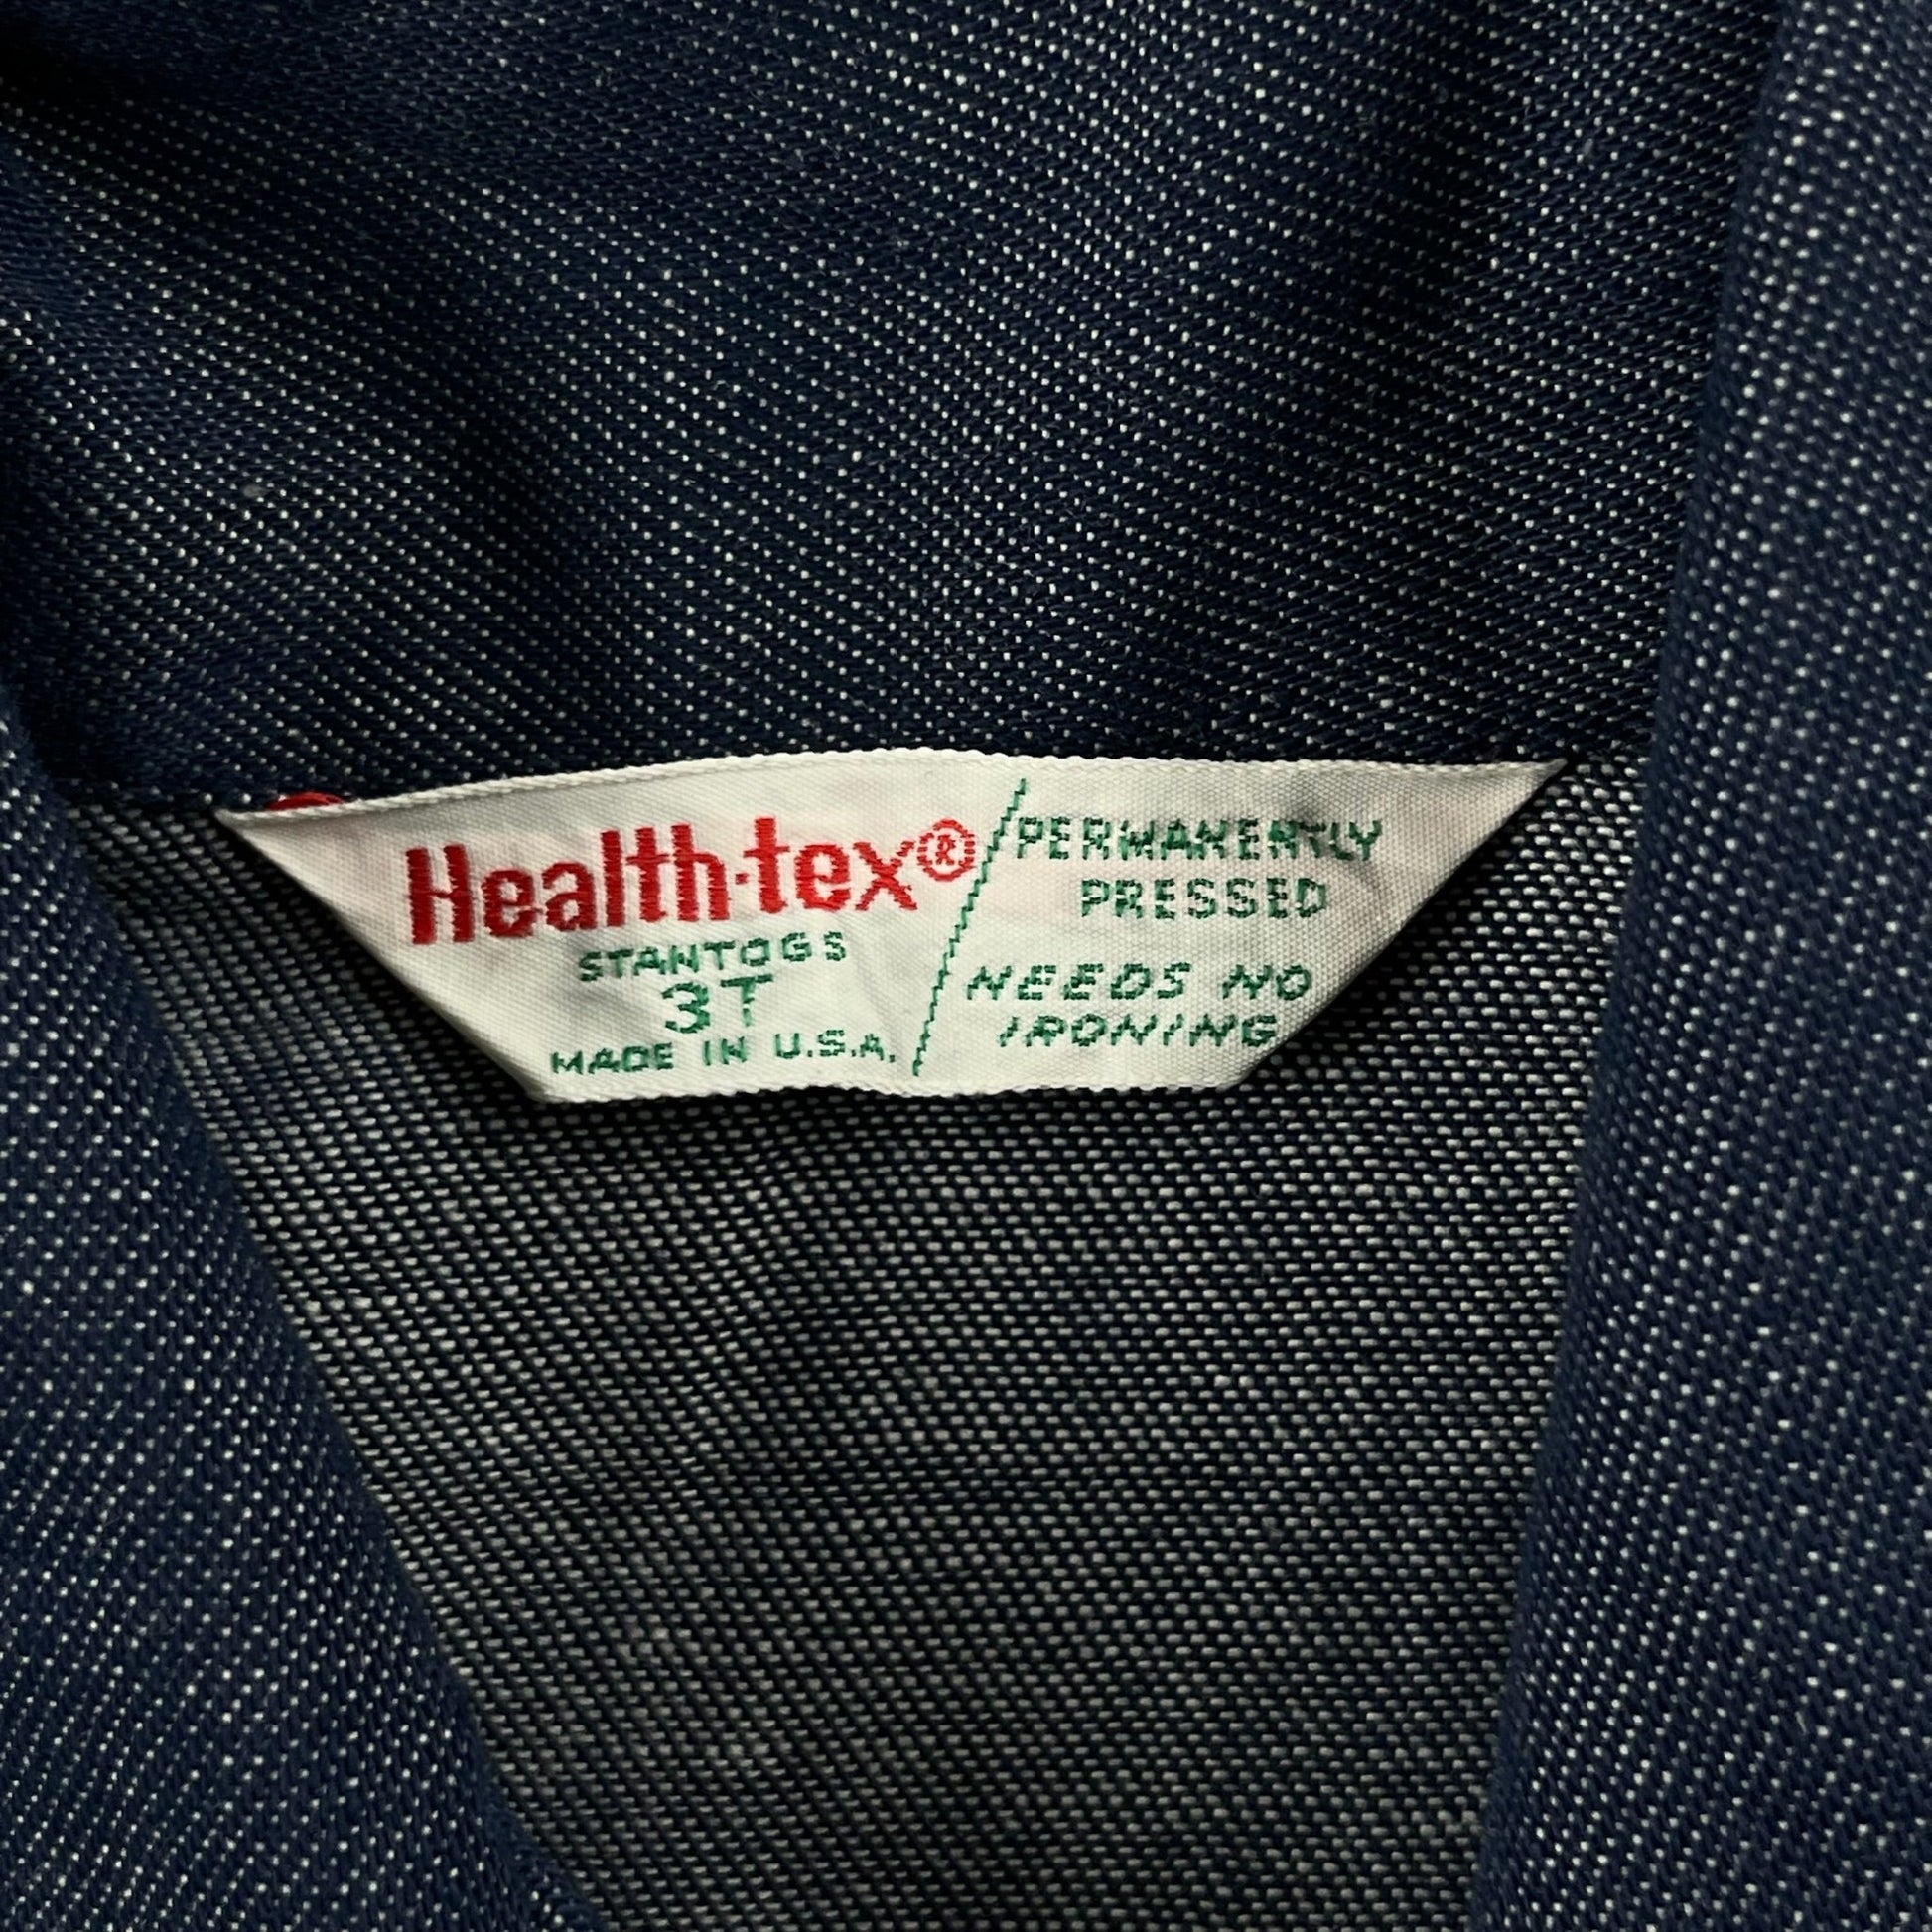 Health·tex®
STANTOGS
3T
MADE IN U.S.A.
PERMANENTLY
PRESSED
NEEDS NO
IRONING